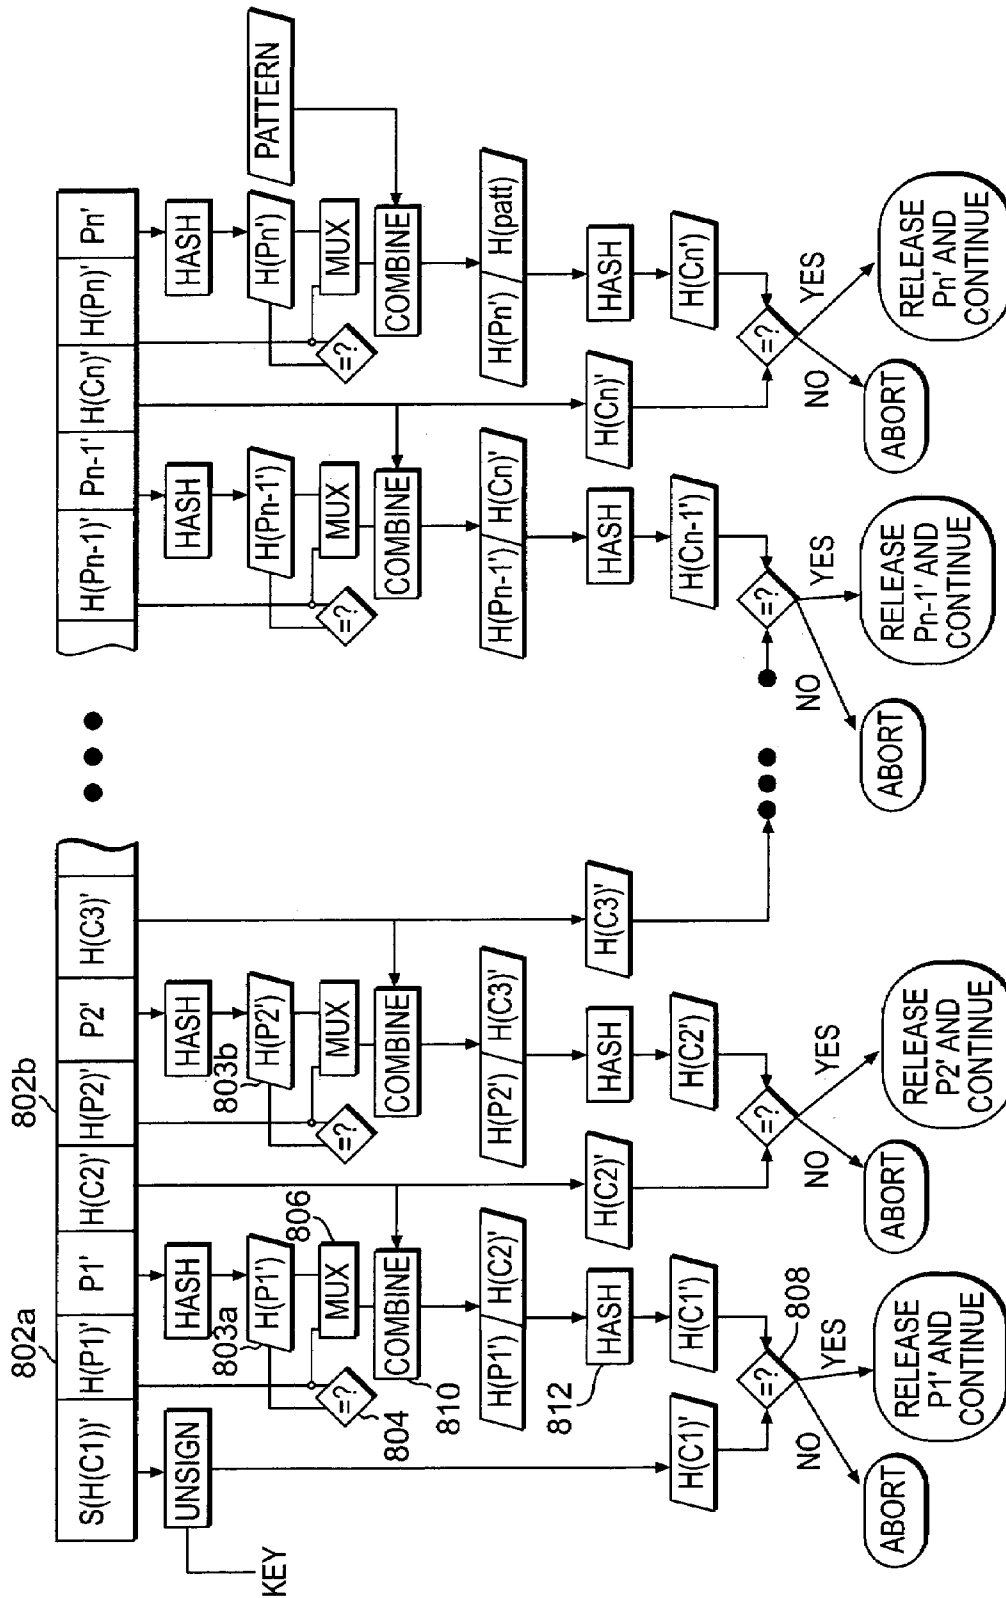 802a
802b
S(H(C1))'
H(P1)'
P1'
H(C2)'
H(P2)'
P2'
H(C3)'
H(Pn-1)'
Pn-1'
H(Cn)'
H(Pn)'
Pn'
KEY
UNSIGN
HASH
HASH
HASH
HASH
803a
H(P1')
803b
H(P2')
H(Pn-1')
H(Pn')
PATTERN
804
=?
MUX
806
=?
MUX
=?
MUX
=?
MUX
810
COMBINE
COMBINE
COMBINE
COMBINE
H(P1')
H(C2)'
H(P2')
H(C3)'
H(Pn-1')
H(Cn)'
H(Pn')
H(patt)
812
HASH
H(C2)'
HASH
H(C3)'
HASH
H(Cn)'
HASH
H(C1)'
H(C1')
H(C2')
H(Cn-1')
H(Cn')
=?
808
=?
=?
=?
NO
YES
NO
YES
NO
YES
NO
YES
ABORT
RELEASE
P1' AND
CONTINUE
ABORT
RELEASE
P2' AND
CONTINUE
ABORT
RELEASE
Pn-1' AND
CONTINUE
ABORT
RELEASE
Pn' AND
CONTINUE